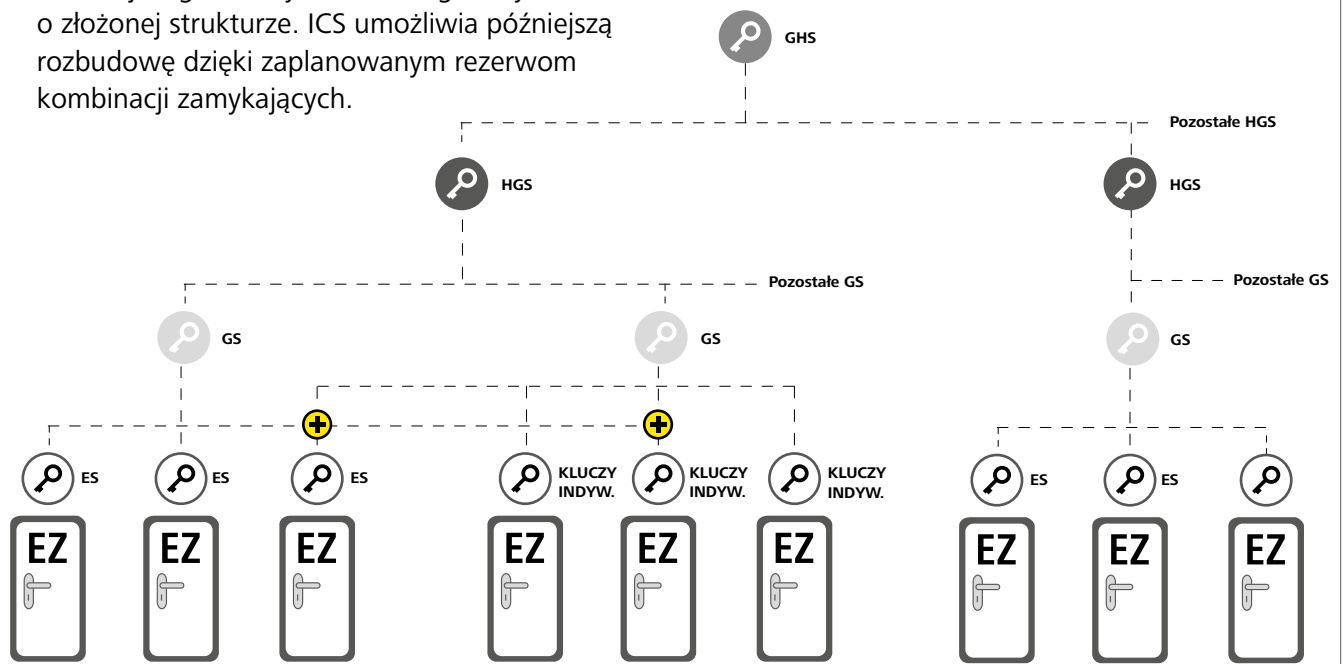 o złożonej strukturze. ICS umożliwia późniejszą
rozbudowę dzięki zaplanowanym rezerwom
kombinacji zamykających.
GHS
Pozostałe HGS
HGS
HGS
Pozostałe GS
Pozostałe GS
GS
GS
GS
ES
ES
ES
KLUCZY
INDYW.
KLUCZY
INDYW.
KLUCZY
INDYW.
ES
ES
EZ
EZ
EZ
EZ
EZ
EZ
EZ
EZ
EZ